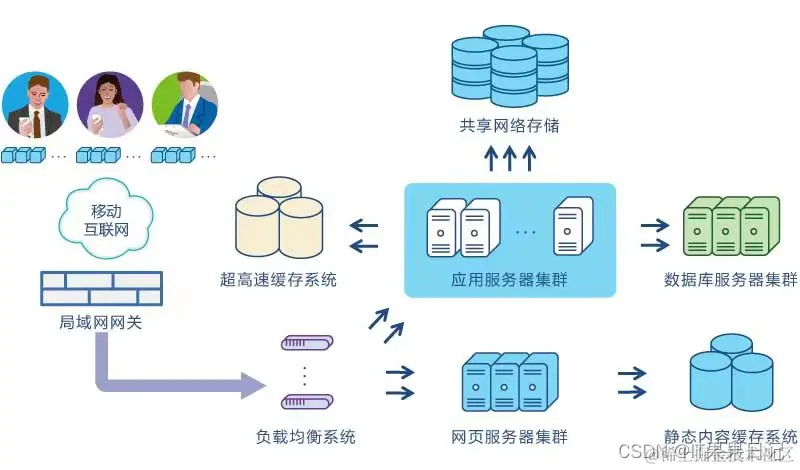 共享网络存储
移动
互联网
超高速缓存系统
应用服务器集群
数据库服务器集群
局域网网关
负载均衡系统
网页服务器集群
静态内容缓存系统